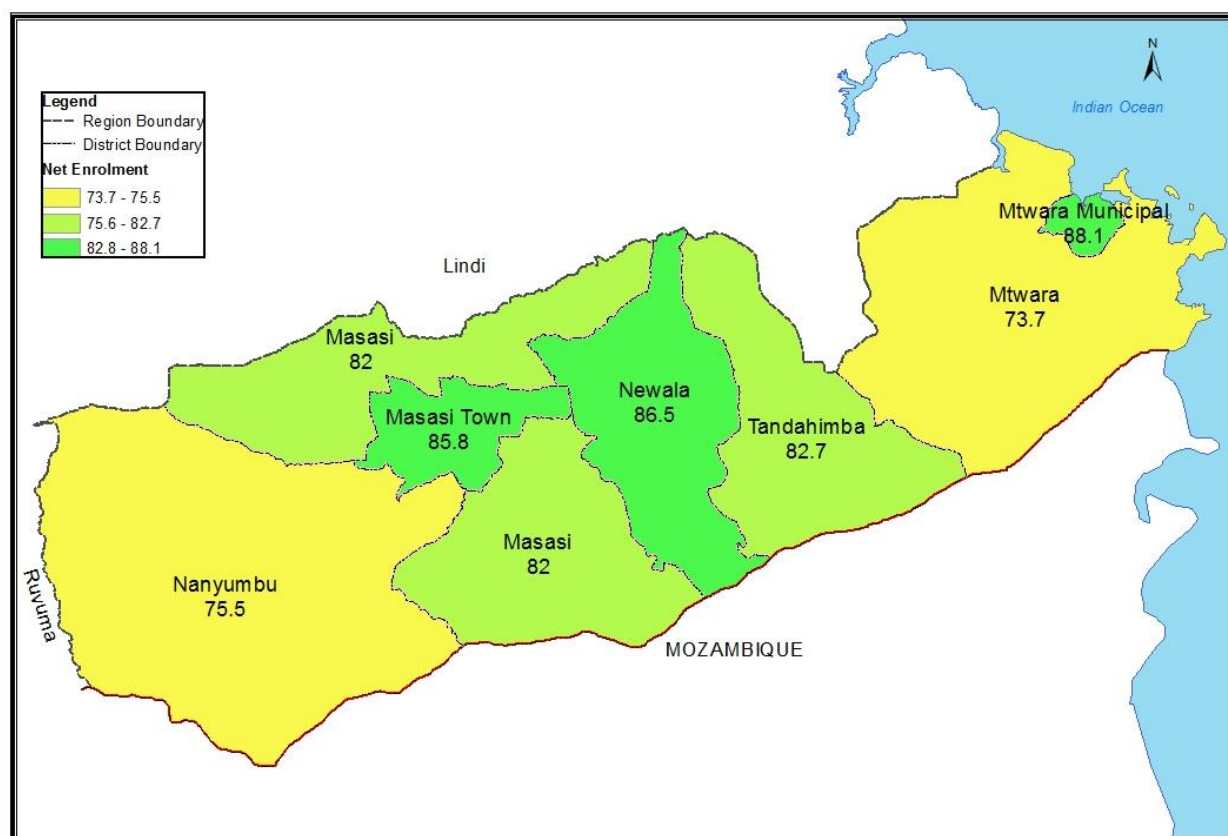 N
Indian Ocean
Legend
Region Boundary
District Boundary
Net Enrolment
73.7 - 75.5
75.6 - 82.7
82.8 - 88.1
Mtwara Municipal
88.1
Lindi
Mtwara
73.7
Masasi
82
Newala
86.5
Masasi Town
85.8
Tandahimba
82.7
Masasi
82
Nanyumbu
75.5
Ruvuma
MOZAMBIQUE